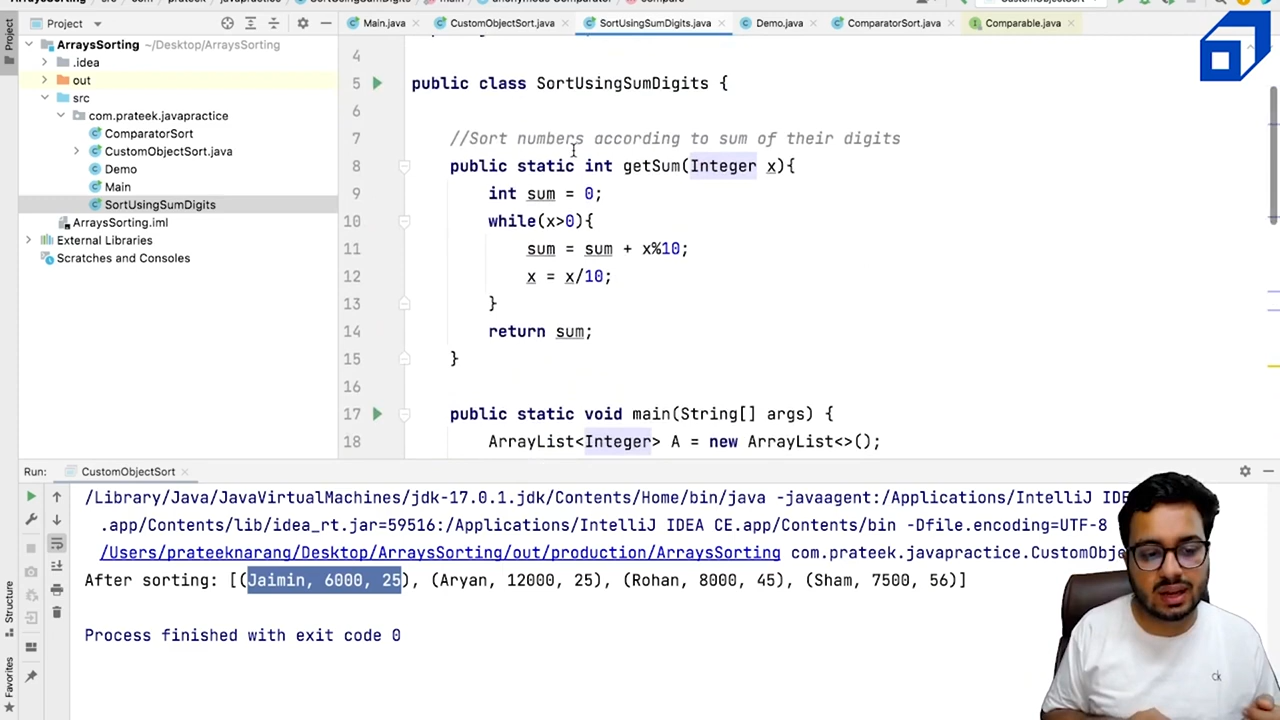 Project
Main.java
CustomObjectSort.java
SortUsingSumDigits.java
Demo.java
ComparatorSort.java
Comparable.java
Project
ArraysSorting ~/Desktop/ArraysSorting
.idea
out
src
com.prateek.javapractice
ComparatorSort
CustomObjectSort.java
Demo
Main
SortUsingSumDigits
ArraysSorting.iml
External Libraries
Scratches and Consoles
4
5 public class SortUsingSumDigits {
6
7 //Sort numbers according to sum of their digits
8 public static int getSum(Integer x){
9 int sum = 0;
10 while(x>0){
11 sum = sum + x%10;
12 x = x/10;
13 }
14 return sum;
15 }
16
17 public static void main(String[] args) {
18 ArrayList<Integer> A = new ArrayList<>();
Run: CustomObjectSort
/Library/Java/JavaVirtualMachines/jdk-17.0.1.jdk/Contents/Home/bin/java -javaagent:/Applications/IntelliJ IDE
.app/Contents/lib/idea_rt.jar=59516:/Applications/IntelliJ IDEA CE.app/Contents/bin -Dfile.encoding=UTF-8
/Users/prateeknarang/Desktop/ArraysSorting/out/production/ArraysSorting com.prateek.javapractice.CustomObje
After sorting: [(Jaimin, 6000, 25), (Aryan, 12000, 25), (Rohan, 8000, 45), (Sham, 7500, 56)]
Process finished with exit code 0
Structure
Favorites
ck